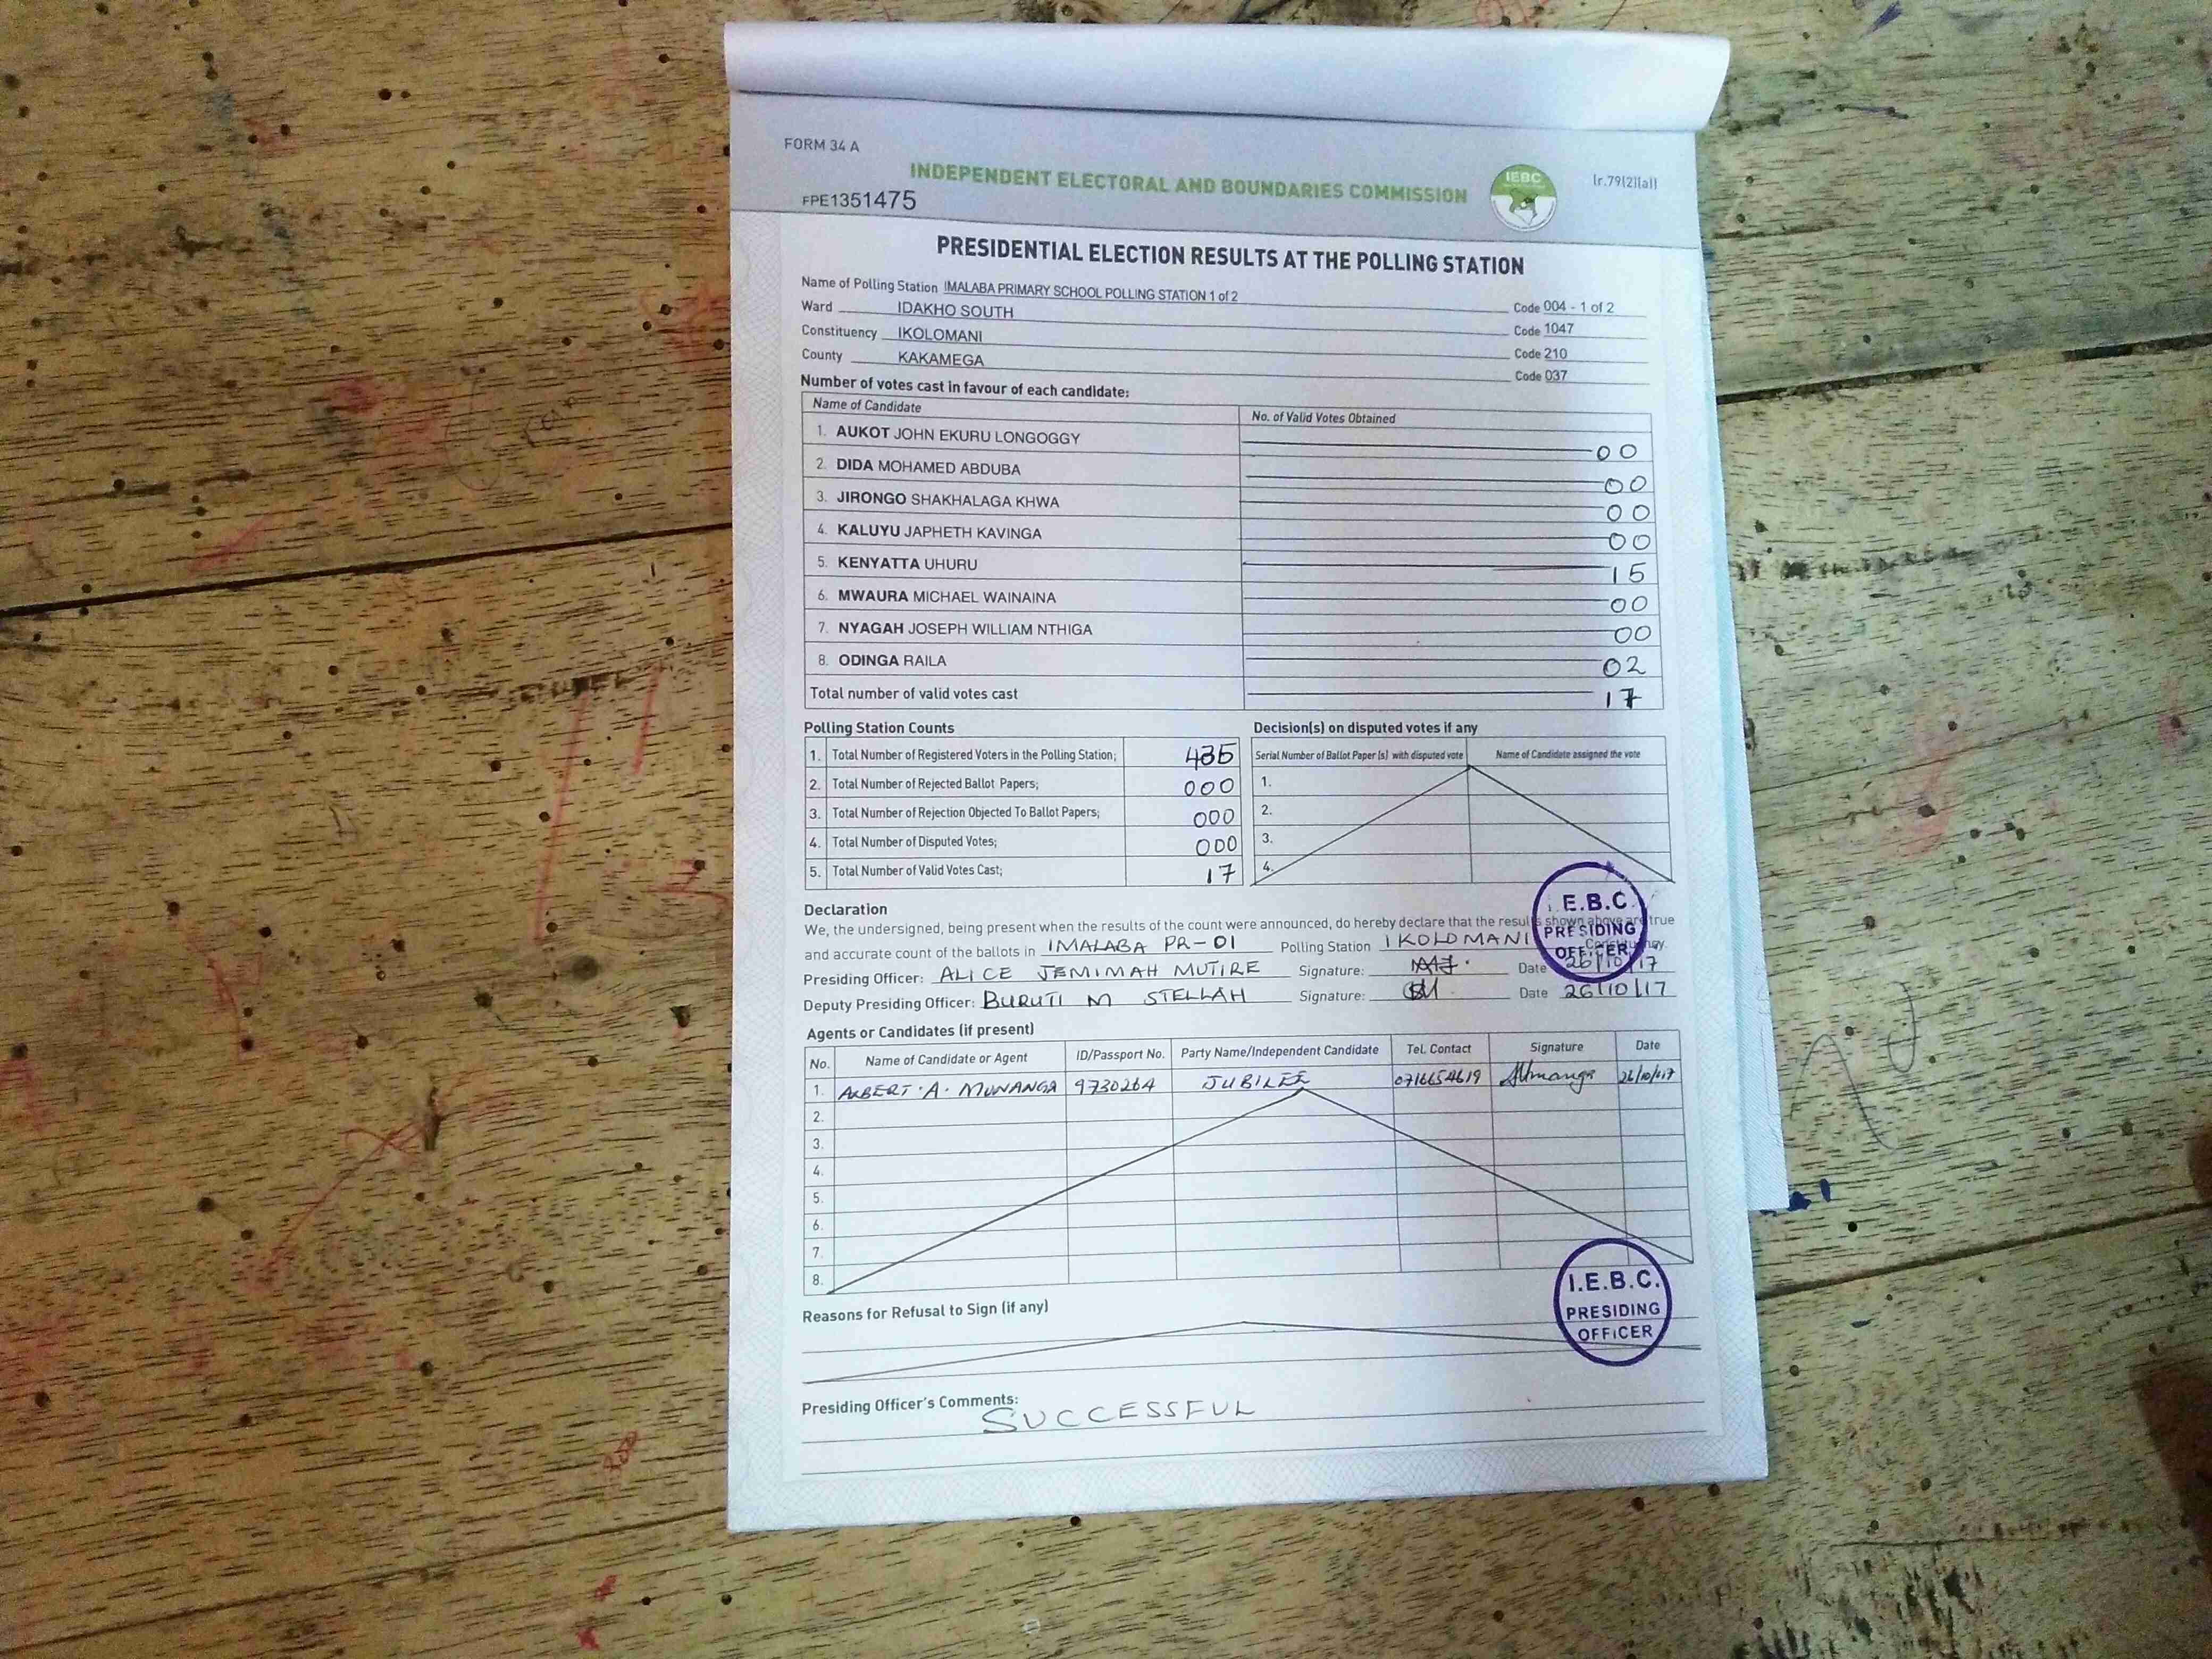 FORM 34 A
INDEPENDENT ELECTORAL AND BOUNDARIES COMMISSION
IEBC
(r.79(2)(a))
FPE1351475
PRESIDENTIAL ELECTION RESULTS AT THE POLLING STATION
Name of Polling Station IMALABA PRIMARY SCHOOL POLLING STATION 1 of 2 Code 004 - 1 of 2
Ward IDAKHO SOUTH Code 1047
Constituency IKOLOMANI Code 210
County KAKAMEGA Code 037
Number of votes cast in favour of each candidate:
Name of Candidate No. of Valid Votes Obtained
1. AUKOT JOHN EKURU LONGOGGY 00
2. DIDA MOHAMED ABDUBA 00
3. JIRONGO SHAKHALAGA KHWA 00
4. KALUYU JAPHETH KAVINGA 00
5. KENYATTA UHURU 15
6. MWAURA MICHAEL WAINAINA 00
7. NYAGAH JOSEPH WILLIAM NTHIGA 00
8. ODINGA RAILA 02
Total number of valid votes cast 17
Polling Station Counts
1. Total Number of Registered Voters in the Polling Station;
2. Total Number of Rejected Ballot Papers; 000
3. Total Number of Rejection Objected To Ballot Papers; 000
4. Total Number of Disputed Votes; 000
5. Total Number of Valid Votes Cast; 17
Decision(s) on disputed votes if any
Serial Number of Ballot Paper (s) with disputed vote Name of Candidate assigned the vote
1.
2.
3.
4.
I.E.B.C. PRESIDING OFFICER
Declaration
We, the undersigned, being present when the results of the count were announced, do hereby declare that the results shown above are true
and accurate count of the ballots in IMALABA PR-01 Polling Station IKOLOMANI Constituency.
Presiding Officer: ALICE JEMIMAH MUTIRE Signature: Date 26/10/17
Deputy Presiding Officer: BURUTI M STELLAH Signature: Date 26/10/17
Agents or Candidates (if present)
No. Name of Candidate or Agent ID/Passport No. Party Name/Independent Candidate Tel. Contact Signature Date
1. ALBERT A. MUNANGA 9730264 JUBILEE 0716654619 26/10/17
2.
3.
4.
5.
6.
7.
8.
I.E.B.C.
PRESIDING
OFFICER
Reasons for Refusal to Sign (if any)
Presiding Officer's Comments: SUCCESSFUL